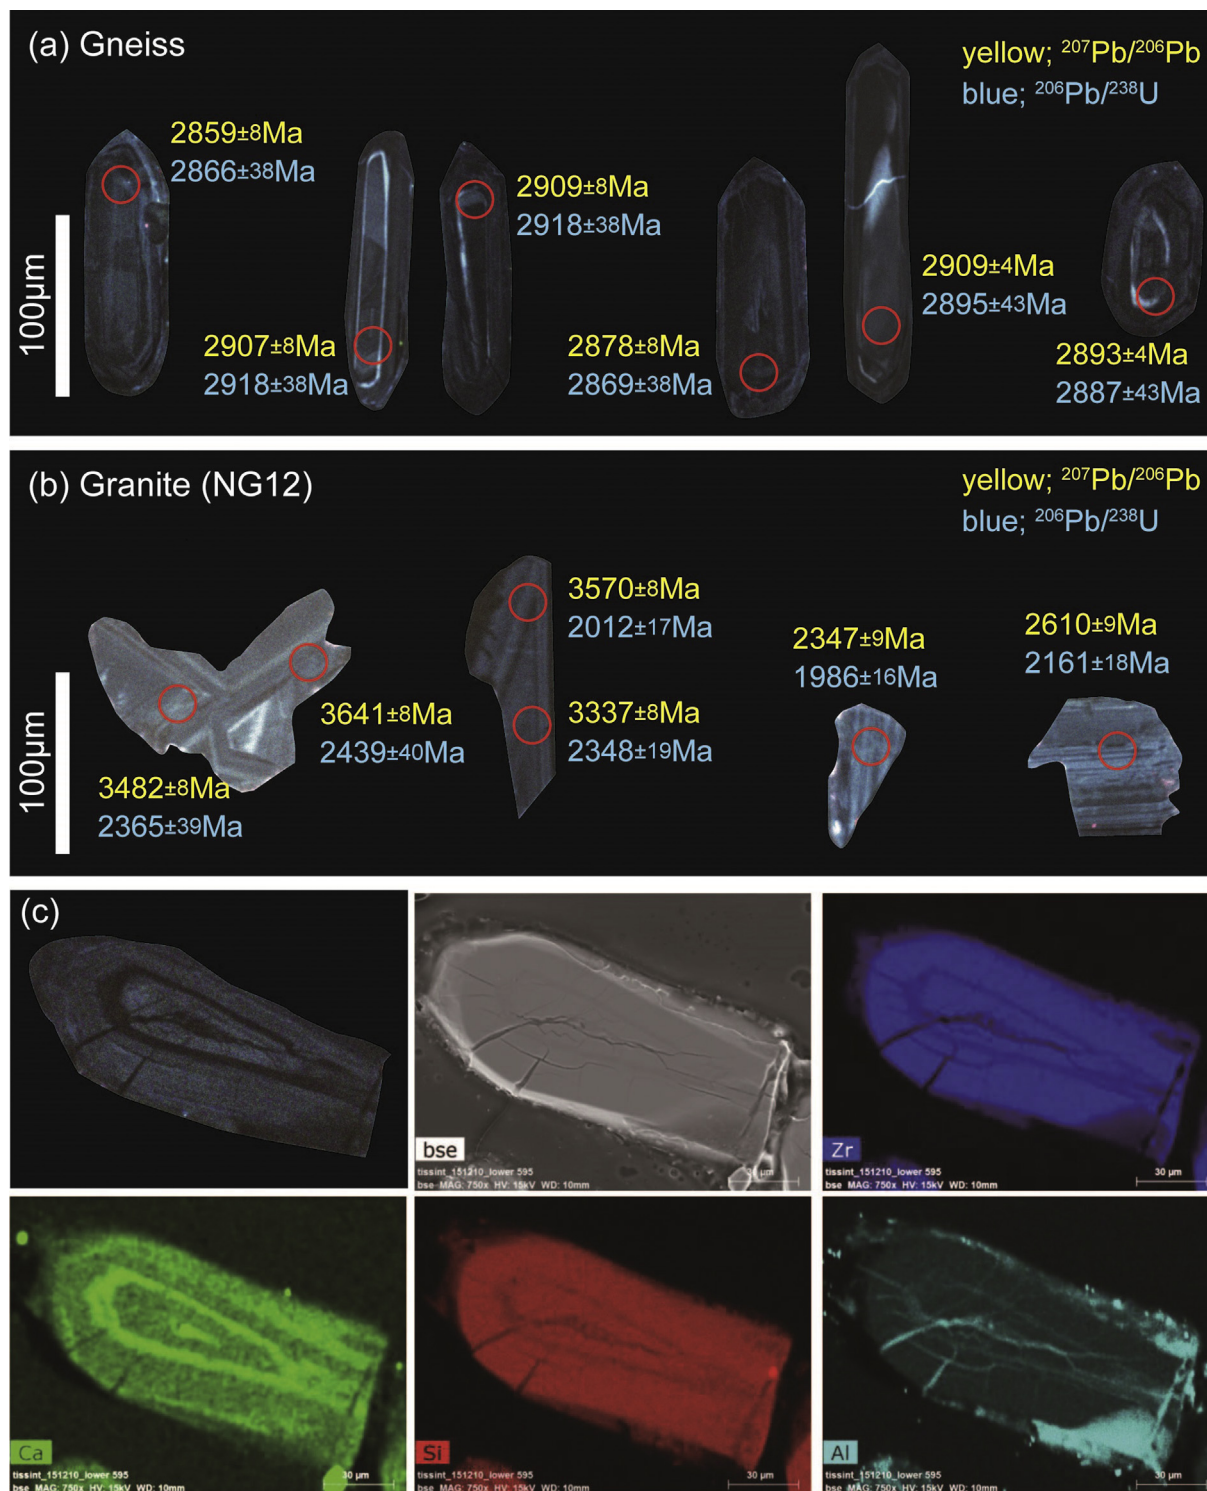 (a) Gneiss
yellow; ²⁰⁷Pb/²⁰⁶Pb
blue; ²⁰⁶Pb/²³⁸U
2859±8Ma
2866±38Ma
2909±8Ma
2918±38Ma
2909±4Ma
2895±43Ma
2907±8Ma
2918±38Ma
2878±8Ma
2869±38Ma
2893±4Ma
2887±43Ma
100μm
(b) Granite (NG12)
yellow; ²⁰⁷Pb/²⁰⁶Pb
blue; ²⁰⁶Pb/²³⁸U
3570±8Ma
2012±17Ma
2347±9Ma
1986±16Ma
2610±9Ma
2161±18Ma
3641±8Ma
2439±40Ma
3337±8Ma
2348±19Ma
3482±8Ma
2365±39Ma
100μm
(c)
bse
tissint_151210_lower 595
bse MAG: 750x HV: 15kV WD: 10mm
30 μm
Zr
tissint_151210_lower 595
bse MAG: 750x HV: 15kV WD: 10mm
30 μm
Ca
tissint_151210_lower 595
bse MAG: 750x HV: 15kV WD: 10mm
30 μm
Si
tissint_151210_lower 595
bse MAG: 750x HV: 15kV WD: 10mm
30 μm
Al
tissint_151210_lower 595
bse MAG: 750x HV: 15kV WD: 10mm
30 μm